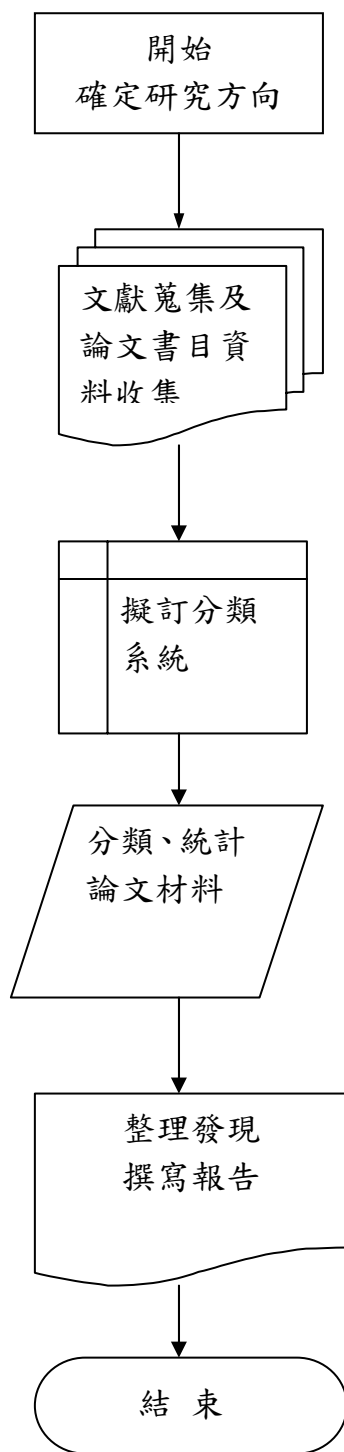 開始
確定研究方向
文獻蒐集及
論文書目資
料收集
擬訂分類
系統
分類、統計
論文材料
整理發現
撰寫報告
結 束